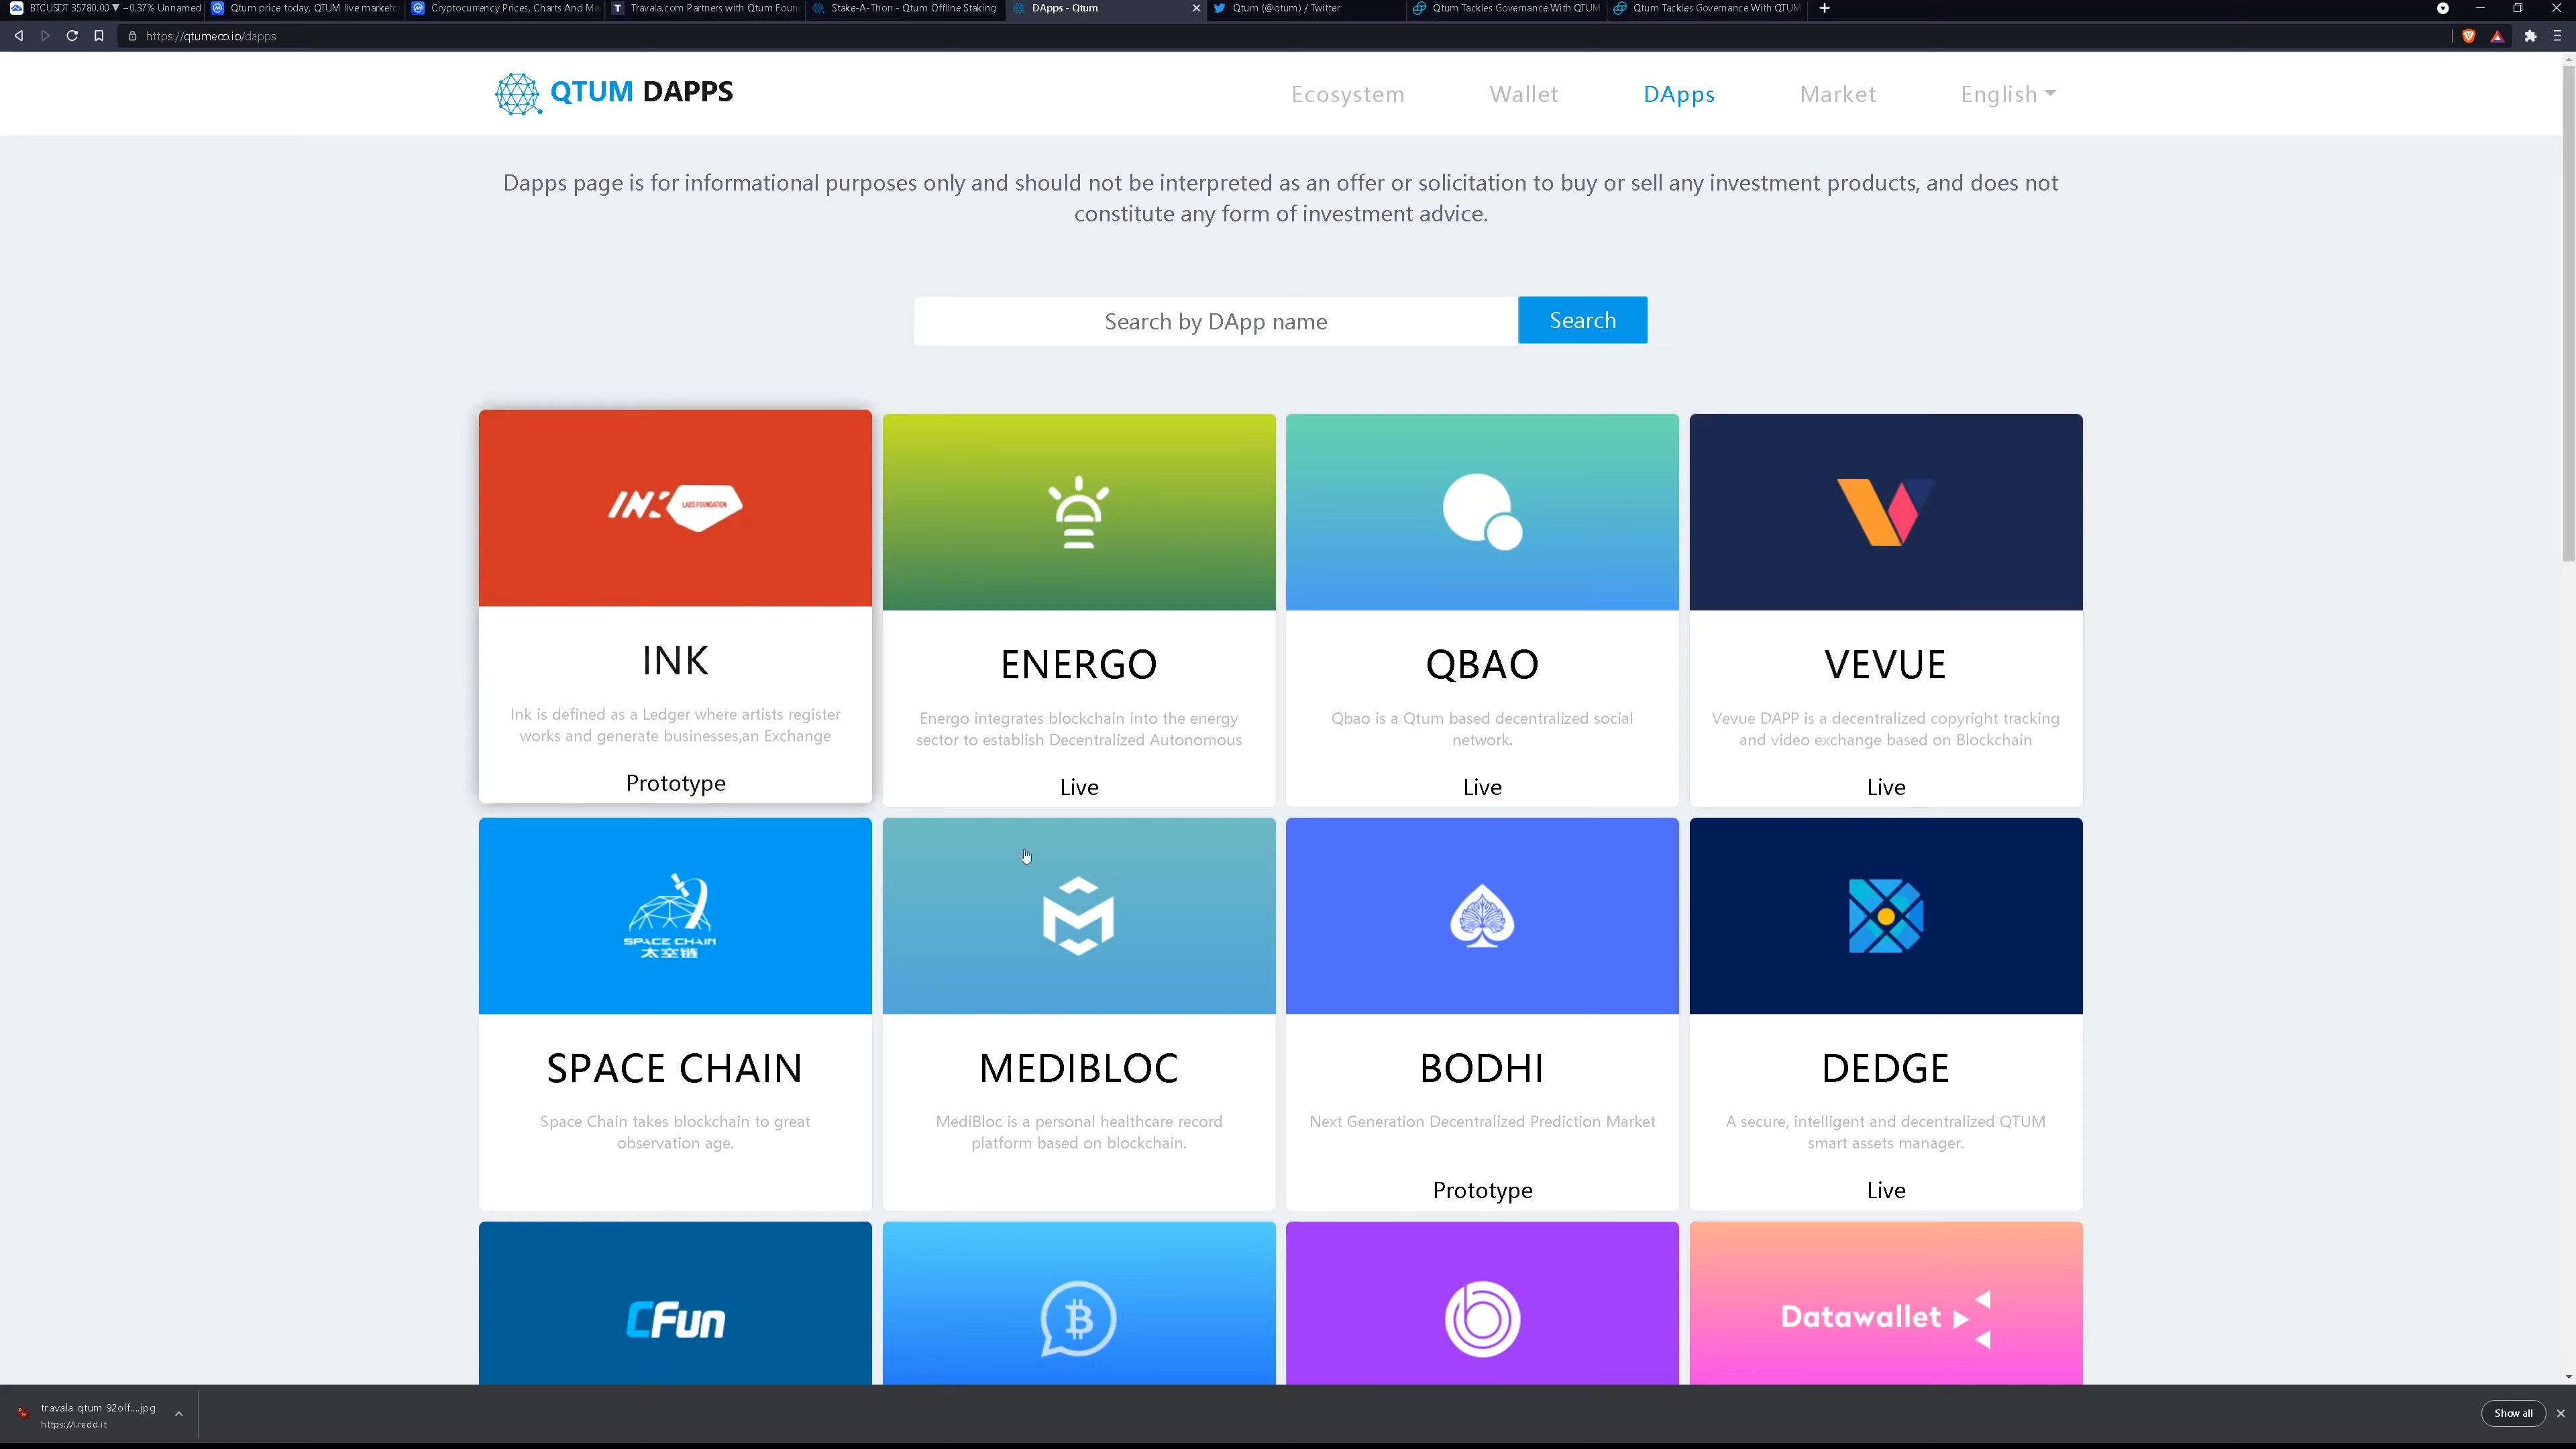 BTCUSDT 35780.00 ▼ −0.37% Unnamed
Qtum price today, QTUM live marketc
Cryptocurrency Prices, Charts And Ma
Travala.com Partners with Qtum Foun
Stake-A-Thon - Qtum Offline Staking
DApps - Qtum
Qtum (@qtum) / Twitter
Qtum Tackles Governance With QTUM
Qtum Tackles Governance With QTUM
https://qtumeco.io/dapps
QTUM DAPPS
Ecosystem
Wallet
DApps
Market
English
Dapps page is for informational purposes only and should not be interpreted as an offer or solicitation to buy or sell any investment products, and does not
constitute any form of investment advice.
Search by DApp name
Search
INK
LABS FOUNDATION
INK
Ink is defined as a Ledger where artists register
works and generate businesses,an Exchange
Prototype
ENERGO
Energo integrates blockchain into the energy
sector to establish Decentralized Autonomous
Live
QBAO
Qbao is a Qtum based decentralized social
network.
Live
VEVUE
Vevue DAPP is a decentralized copyright tracking
and video exchange based on Blockchain
Live
SPACE CHAIN
太空链
SPACE CHAIN
Space Chain takes blockchain to great
observation age.
MEDIBLOC
MediBloc is a personal healthcare record
platform based on blockchain.
BODHI
Next Generation Decentralized Prediction Market
Prototype
DEDGE
A secure, intelligent and decentralized QTUM
smart assets manager.
Live
CFun
Datawallet
travala qtum 92olf....jpg
https://i.redd.it
Show all